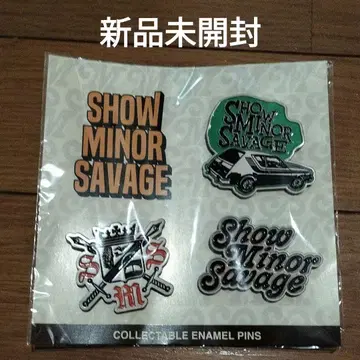 新品未開封
SHOW
MINOR
SAVAGE
SHOW
MINOR
SAVAGE
S S
M
Show
Minor
Savage
COLLECTABLE ENAMEL PINS